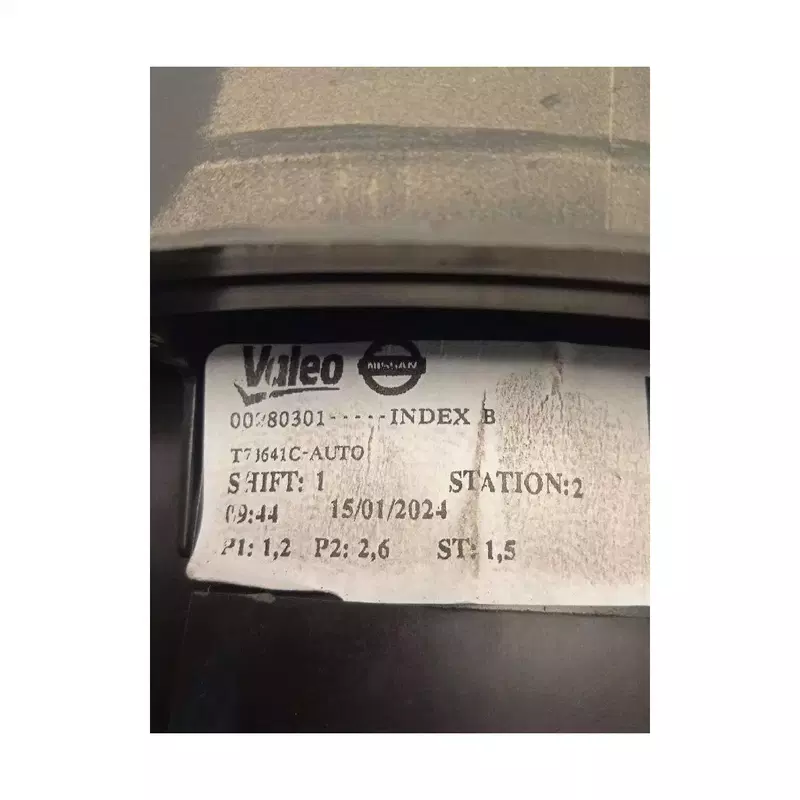 Valeo NISSAN
INDEX B
SHIFT: 1 STATION:2
09:44 15/01/2024
P1: 1,2 P2: 2,6 ST: 1,5